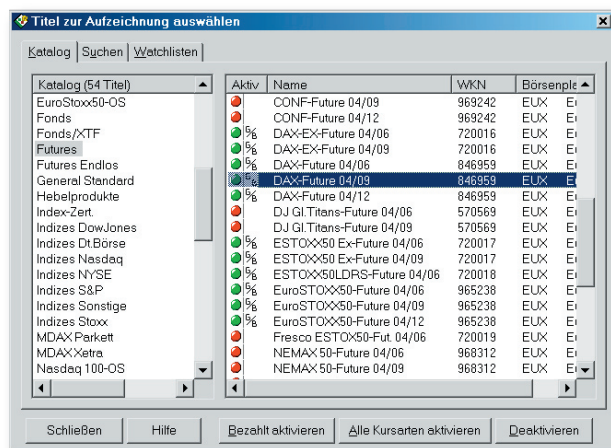 Titel zur Aufzeichnung auswählen
Katalog Suchen Watchlisten
Katalog (54 Titel)
EuroStoxx50-OS
Fonds
Fonds/XTF
Futures
Futures Endlos
General Standard
Hebelprodukte
Index-Zert.
Indizes DowJones
Indizes Dt.Börse
Indizes Nasdaq
Indizes NYSE
Indizes S&P
Indizes Sonstige
Indizes Stoxx
MDAX Parkett
MDAX Xetra
Nasdaq 100-OS
Aktiv Name WKN Börsenpla
CONF-Future 04/09 969242 EUX
CONF-Future 04/12 969242 EUX
DAX-EX-Future 04/06 720016 EUX
DAX-EX-Future 04/09 720016 EUX
DAX-Future 04/06 846959 EUX
DAX-Future 04/09 846959 EUX
DAX-Future 04/12 846959 EUX
DJ Gl.Titans-Future 04/06 570569 EUX
DJ Gl.Titans-Future 04/09 570569 EUX
ESTOXX50 Ex-Future 04/06 720017 EUX
ESTOXX50 Ex-Future 04/09 720017 EUX
ESTOXX50LDRS-Future 04/06 720018 EUX
EuroSTOXX50-Future 04/06 965238 EUX
EuroSTOXX50-Future 04/09 965238 EUX
EuroSTOXX50-Future 04/12 965238 EUX
Fresco ESTOX50-Fut. 04/06 720019 EUX
NEMAX 50-Future 04/06 968312 EUX
NEMAX 50-Future 04/09 968312 EUX
Schließen Hilfe Bezahlt aktivieren Alle Kursarten aktivieren Deaktivieren